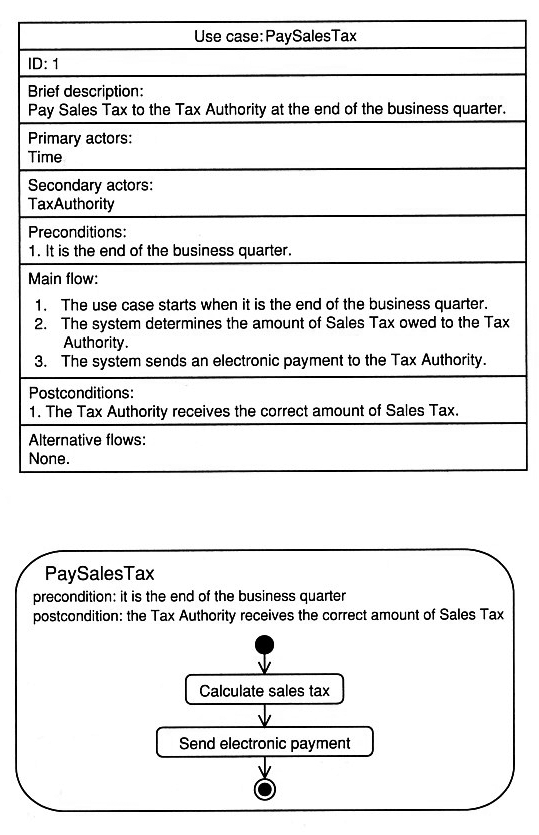 Use case: PaySalesTax
ID: 1
Brief description:
Pay Sales Tax to the Tax Authority at the end of the business quarter.
Primary actors:
Time
Secondary actors:
TaxAuthority
Preconditions:
1. It is the end of the business quarter.
Main flow:
1. The use case starts when it is the end of the business quarter.
2. The system determines the amount of Sales Tax owed to the Tax
Authority.
3. The system sends an electronic payment to the Tax Authority.
Postconditions:
1. The Tax Authority receives the correct amount of Sales Tax.
Alternative flows:
None.
PaySalesTax
precondition: it is the end of the business quarter
postcondition: the Tax Authority receives the correct amount of Sales Tax
Calculate sales tax
Send electronic payment